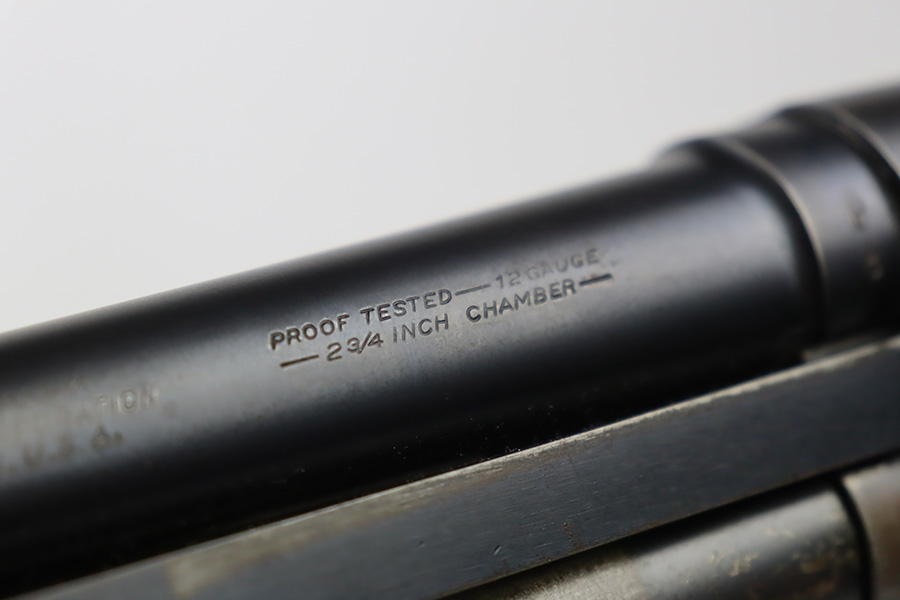 PROOF TESTED—12 GAUGE
—2 3/4 INCH CHAMBER—
U.S.A.